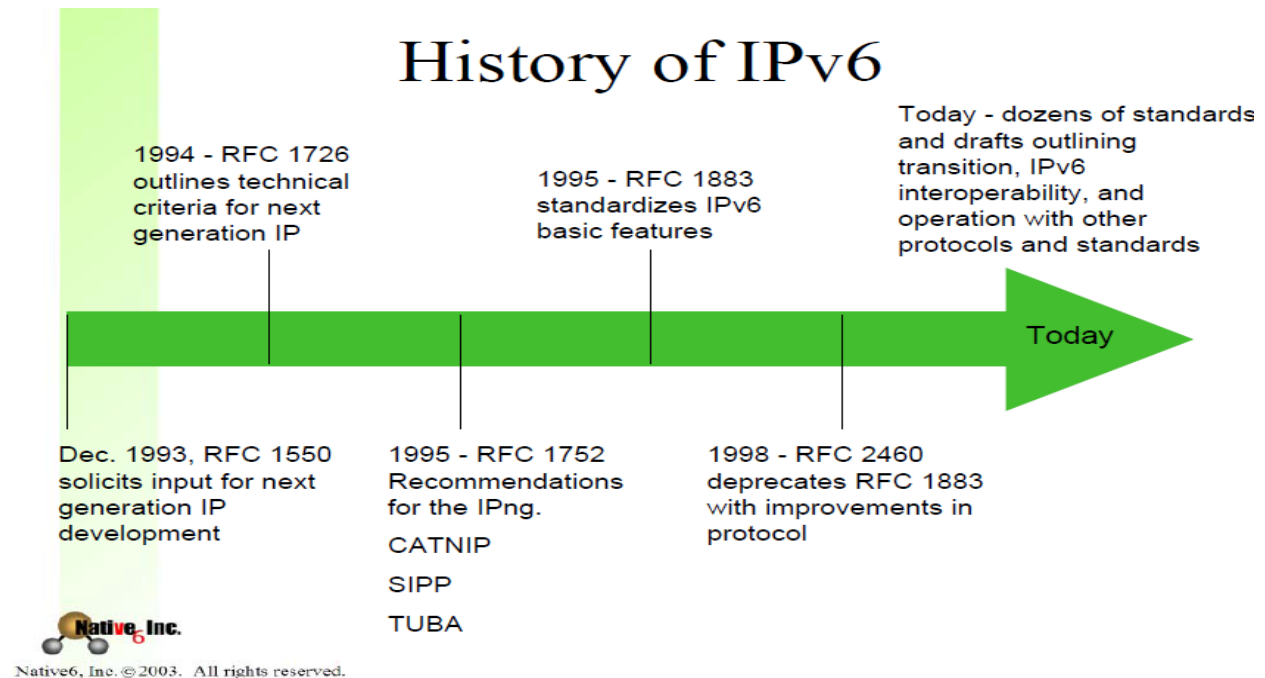 History of IPv6
1994 - RFC 1726
outlines technical
criteria for next
generation IP
1995 - RFC 1883
standardizes IPv6
basic features
Today - dozens of standards
and drafts outlining
transition, IPv6
interoperability, and
operation with other
protocols and standards
Today
Dec. 1993, RFC 1550
solicits input for next
generation IP
development
1995 - RFC 1752
Recommendations
for the IPng.
CATNIP
SIPP
TUBA
1998 - RFC 2460
deprecates RFC 1883
with improvements in
protocol
Native6 Inc.
Native6, Inc. ©2003. All rights reserved.